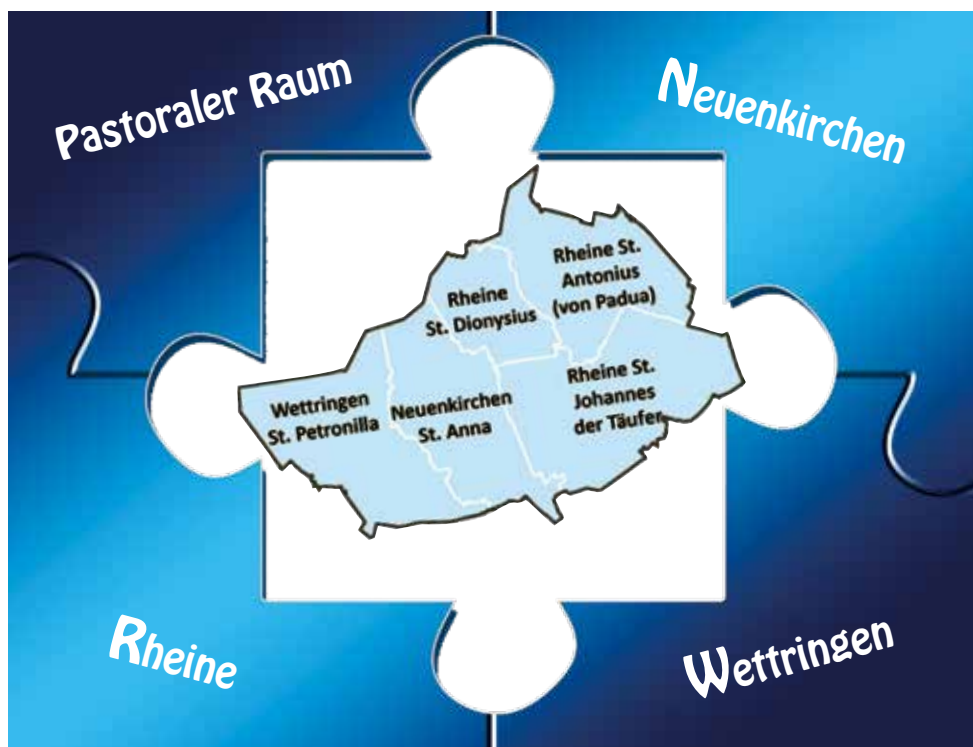 Pastoraler Raum
Neuenkirchen
Rheine St.
Antonius
(von Padua)
Rheine
St. Dionysius
Rheine St.
Johannes
der Täufer
Wettringen
St. Petronilla
Neuenkirchen
St. Anna
Rheine
Wettringen